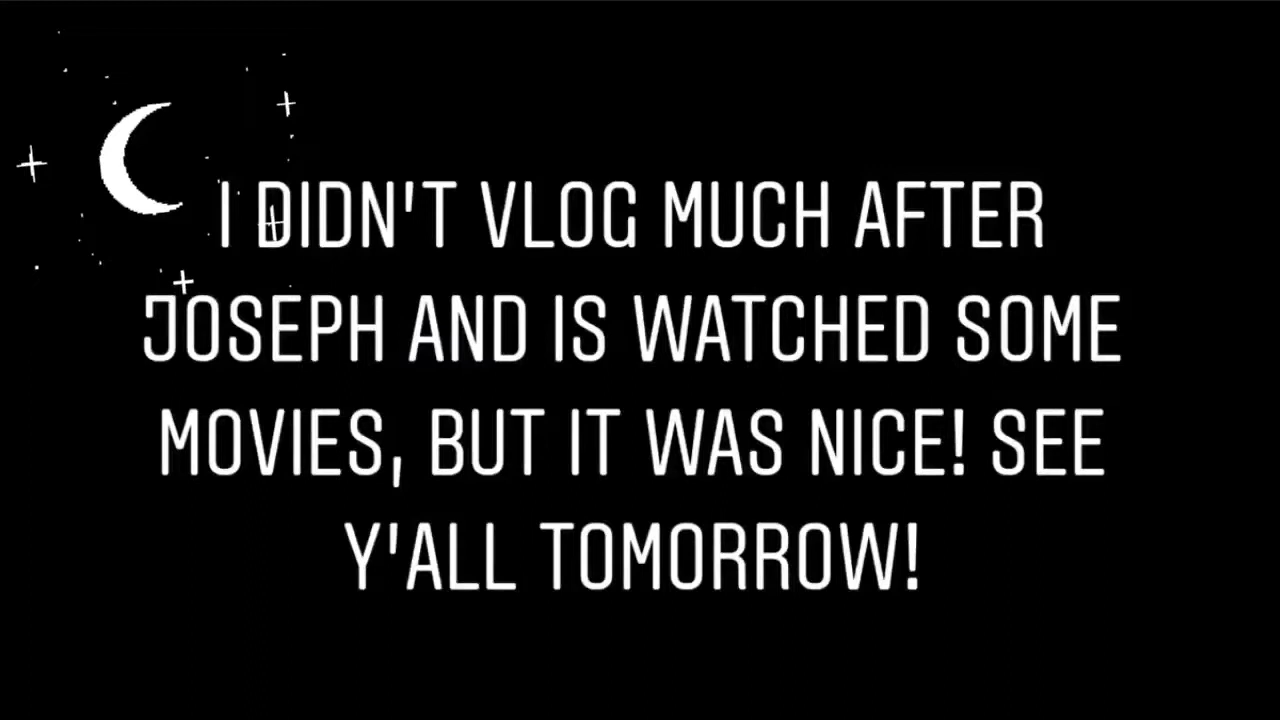 I DIDN'T VLOG MUCH AFTER
JOSEPH AND IS WATCHED SOME
MOVIES, BUT IT WAS NICE! SEE
Y'ALL TOMORROW!